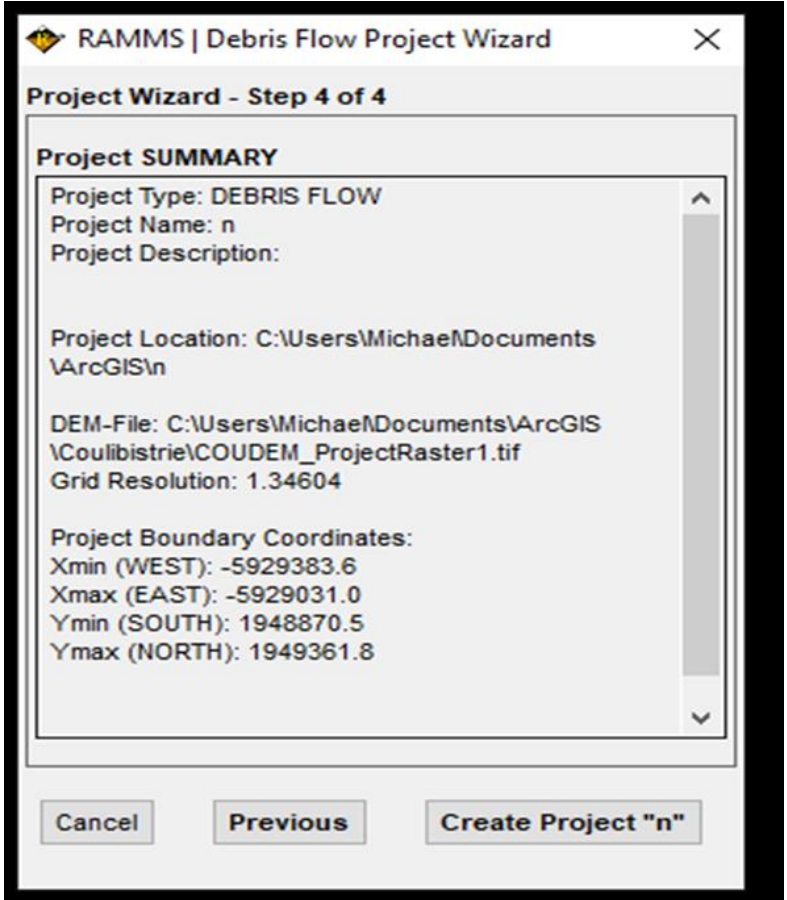 RAMMS | Debris Flow Project Wizard
Project Wizard - Step 4 of 4
Project SUMMARY
Project Type: DEBRIS FLOW
Project Name: n
Project Description:
Project Location: C:\Users\Michael\Documents
\ArcGIS\n
DEM-File: C:\Users\Michael\Documents\ArcGIS
\Coulibistrie\COUDEM_ProjectRaster1.tif
Grid Resolution: 1.34604
Project Boundary Coordinates:
Xmin (WEST): -5929383.6
Xmax (EAST): -5929031.0
Ymin (SOUTH): 1948870.5
Ymax (NORTH): 1949361.8
Cancel Previous Create Project "n"